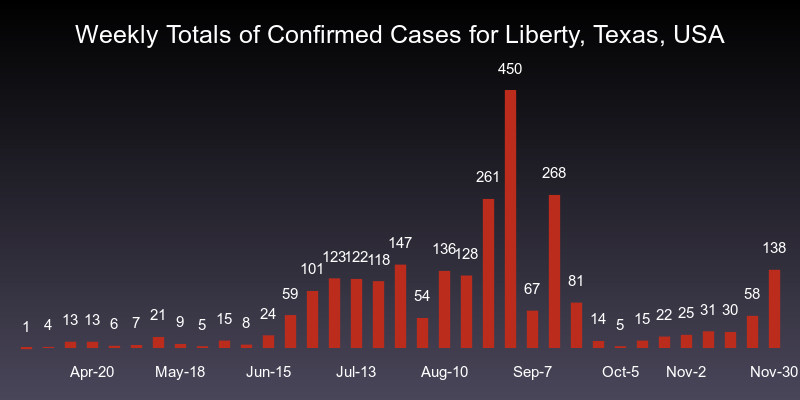 Weekly Totals of Confirmed Cases for Liberty, Texas, USA
1 4 13 13 6 7 21 9 5 15 8 24 59 101 123 122 118 147 54 136 128 261 450 67 268 81 14 5 15 22 25 31 30 58 138
Apr-20 May-18 Jun-15 Jul-13 Aug-10 Sep-7 Oct-5 Nov-2 Nov-30